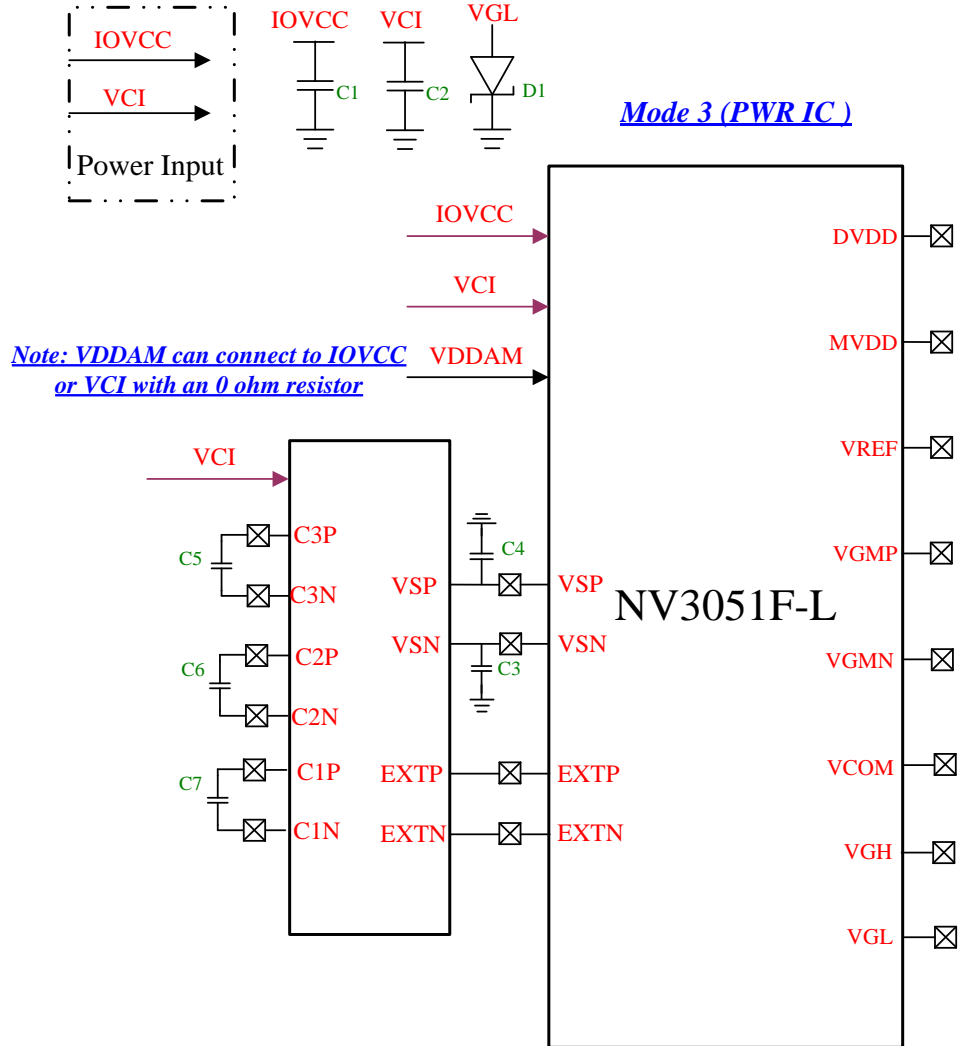 IOVCC
VCI
Power Input
IOVCC
VCI
VGL
C1
C2
D1
Mode 3 (PWR IC )
IOVCC
VCI
VDDAM
Note: VDDAM can connect to IOVCC
or VCI with an 0 ohm resistor
VCI
C3P
C3N
C2P
C2N
C1P
C1N
C5
C6
C7
VSP
VSN
EXTP
EXTN
C4
C3
VSP
VSN
EXTP
EXTN
NV3051F-L
DVDD
MVDD
VREF
VGMP
VGMN
VCOM
VGH
VGL